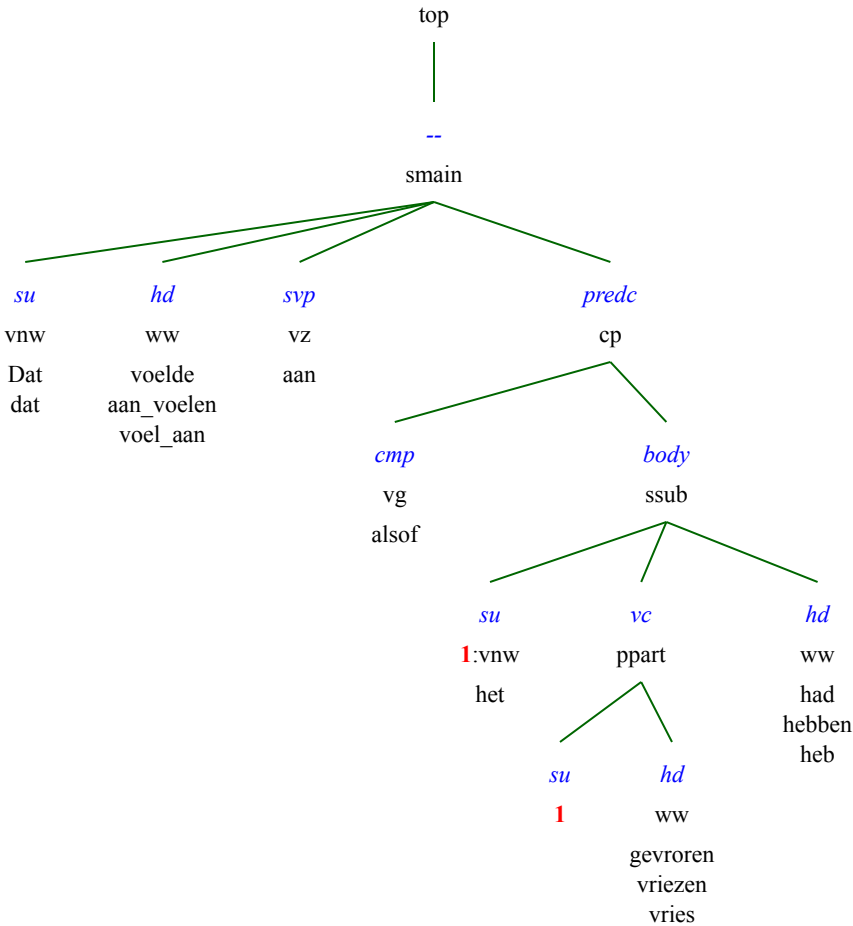 top
--
smain
su hd svp predc
vnw ww vz cp
Dat voelde aan
dat aan_voelen
voel_aan
cmp body
vg ssub
alsof
su vc hd
1:vnw ppart ww
het had
hebben
heb
su hd
1 ww
gevroren
vriezen
vries